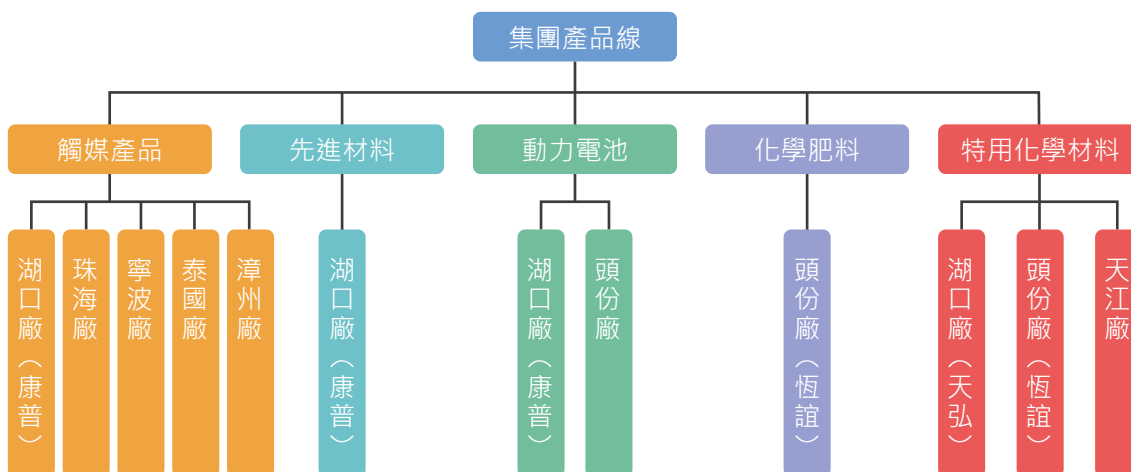 集團產品線
觸媒產品
先進材料
動力電池
化學肥料
特用化學材料
湖口廠（康普）
珠海廠
寧波廠
泰國廠
漳州廠
湖口廠（康普）
湖口廠（康普）
頭份廠
頭份廠（恆誼）
湖口廠（天弘）
頭份廠（恆誼）
天江廠